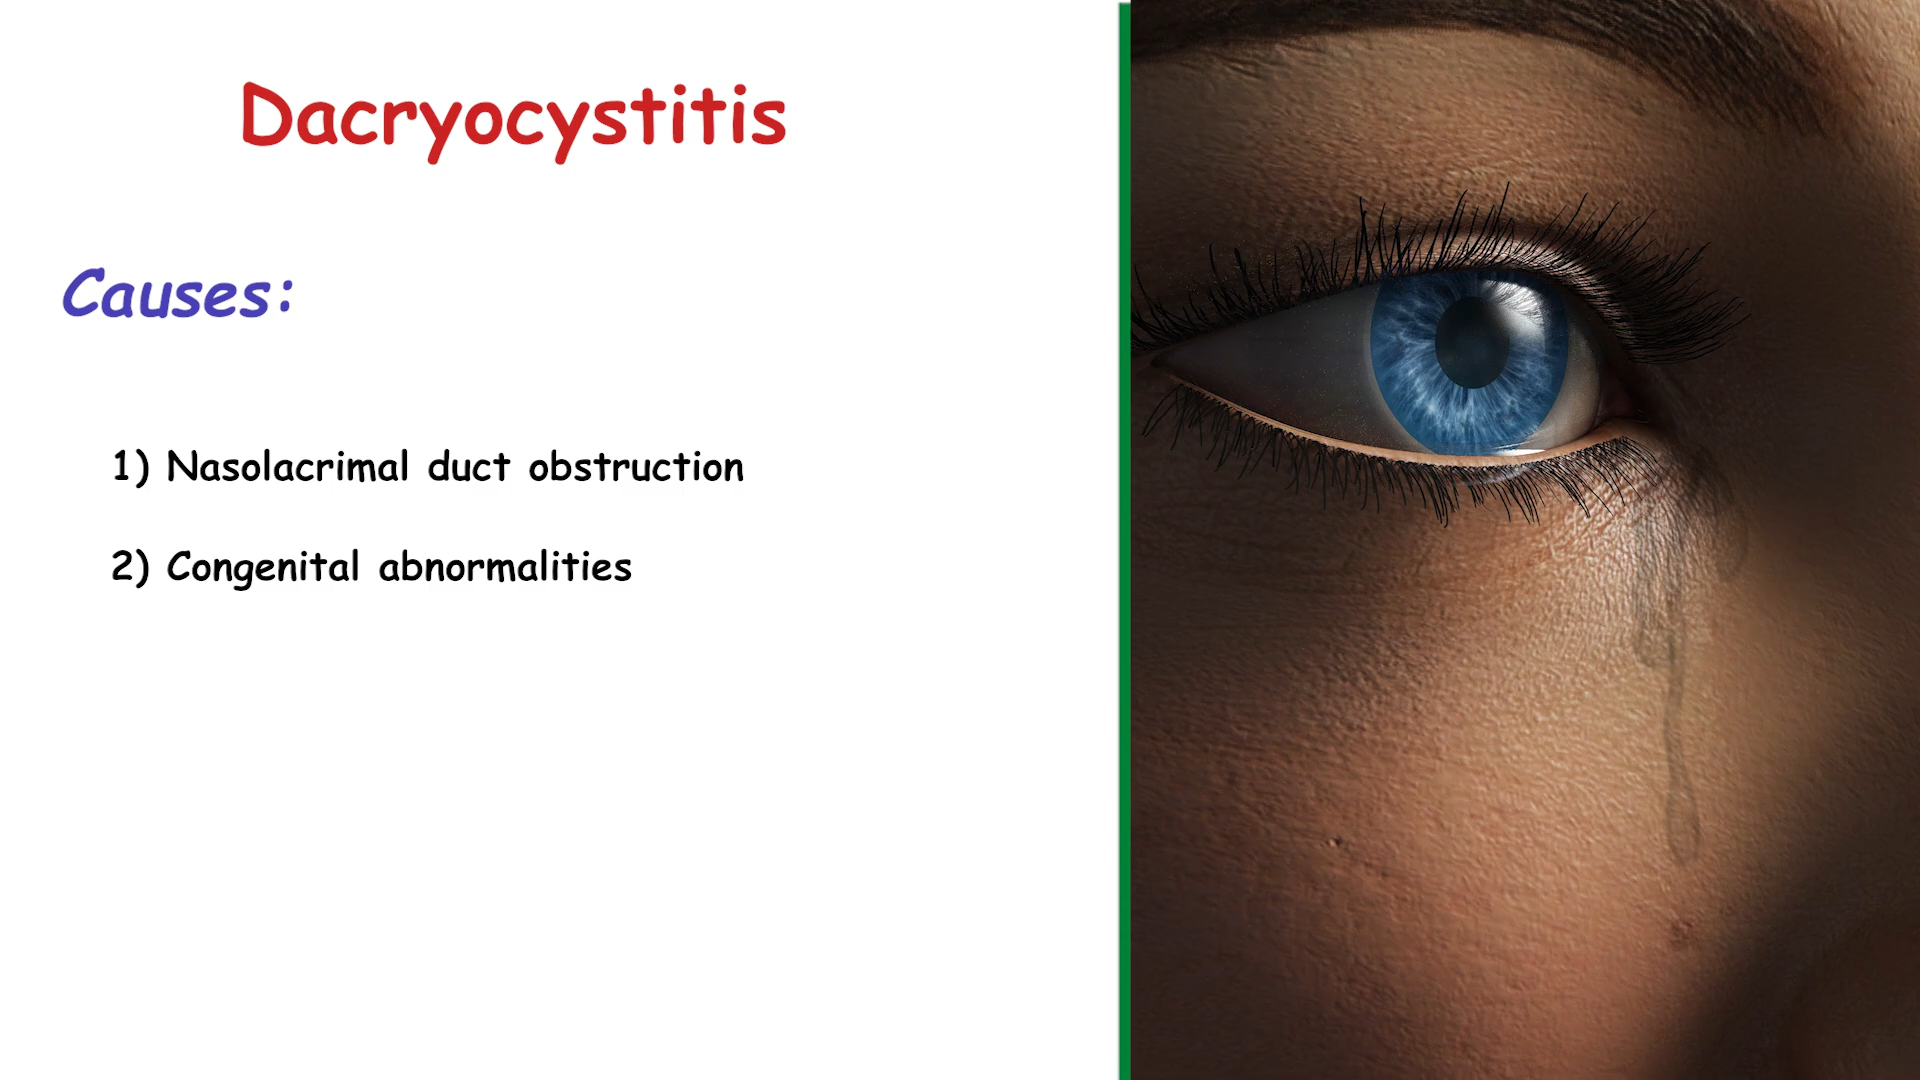 Dacryocystitis
Causes:
1) Nasolacrimal duct obstruction
2) Congenital abnormalities